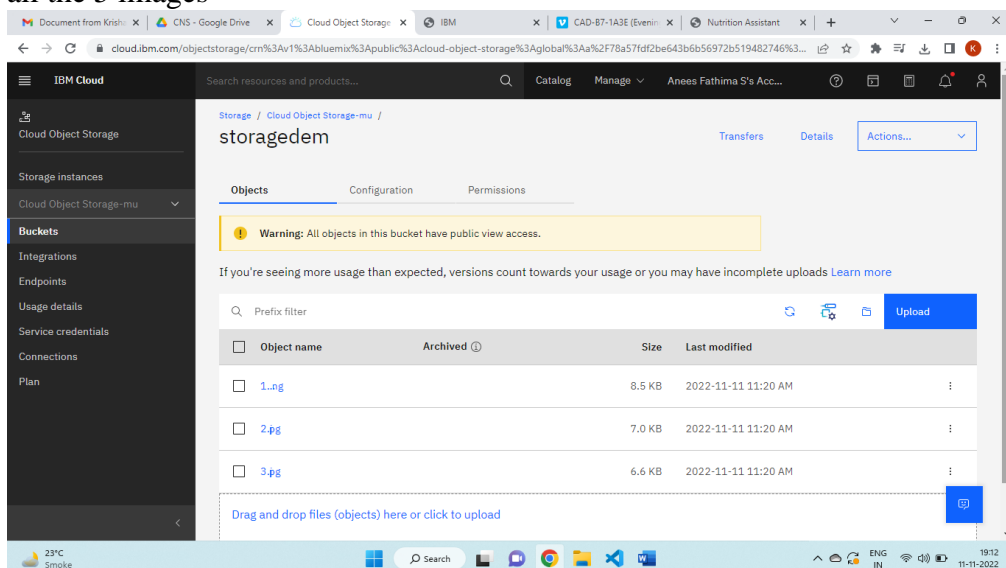 all the 5 images
Document from Krish
CNS - Google Drive
Cloud Object Storage
IBM
CAD-B7-1A3E (Evenin
Nutrition Assistant
cloud.ibm.com/objectstorage/crn%3Av1%3Abluemix%3Apublic%3Acloud-object-storage%3Aglobal%3Aa%2F78a57fdf2be643b6b56972b519482746%3...
K
IBM Cloud
Search resources and products...
Catalog
Manage
Anees Fathima S's Acc...
Cloud Object Storage
Storage instances
Cloud Object Storage-mu
Buckets
Integrations
Endpoints
Usage details
Service credentials
Connections
Plan
Storage / Cloud Object Storage-mu /
storagedem
Transfers
Details
Actions...
Objects
Configuration
Permissions
Warning: All objects in this bucket have public view access.
If you're seeing more usage than expected, versions count towards your usage or you may have incomplete uploads Learn more
Prefix filter
Upload
Object name Archived Size Last modified
1..ng 8.5 KB 2022-11-11 11:20 AM
2.pg 7.0 KB 2022-11-11 11:20 AM
3.pg 6.6 KB 2022-11-11 11:20 AM
Drag and drop files (objects) here or click to upload
23°C
Smoke
Search
ENG
IN
19:12
11-11-2022